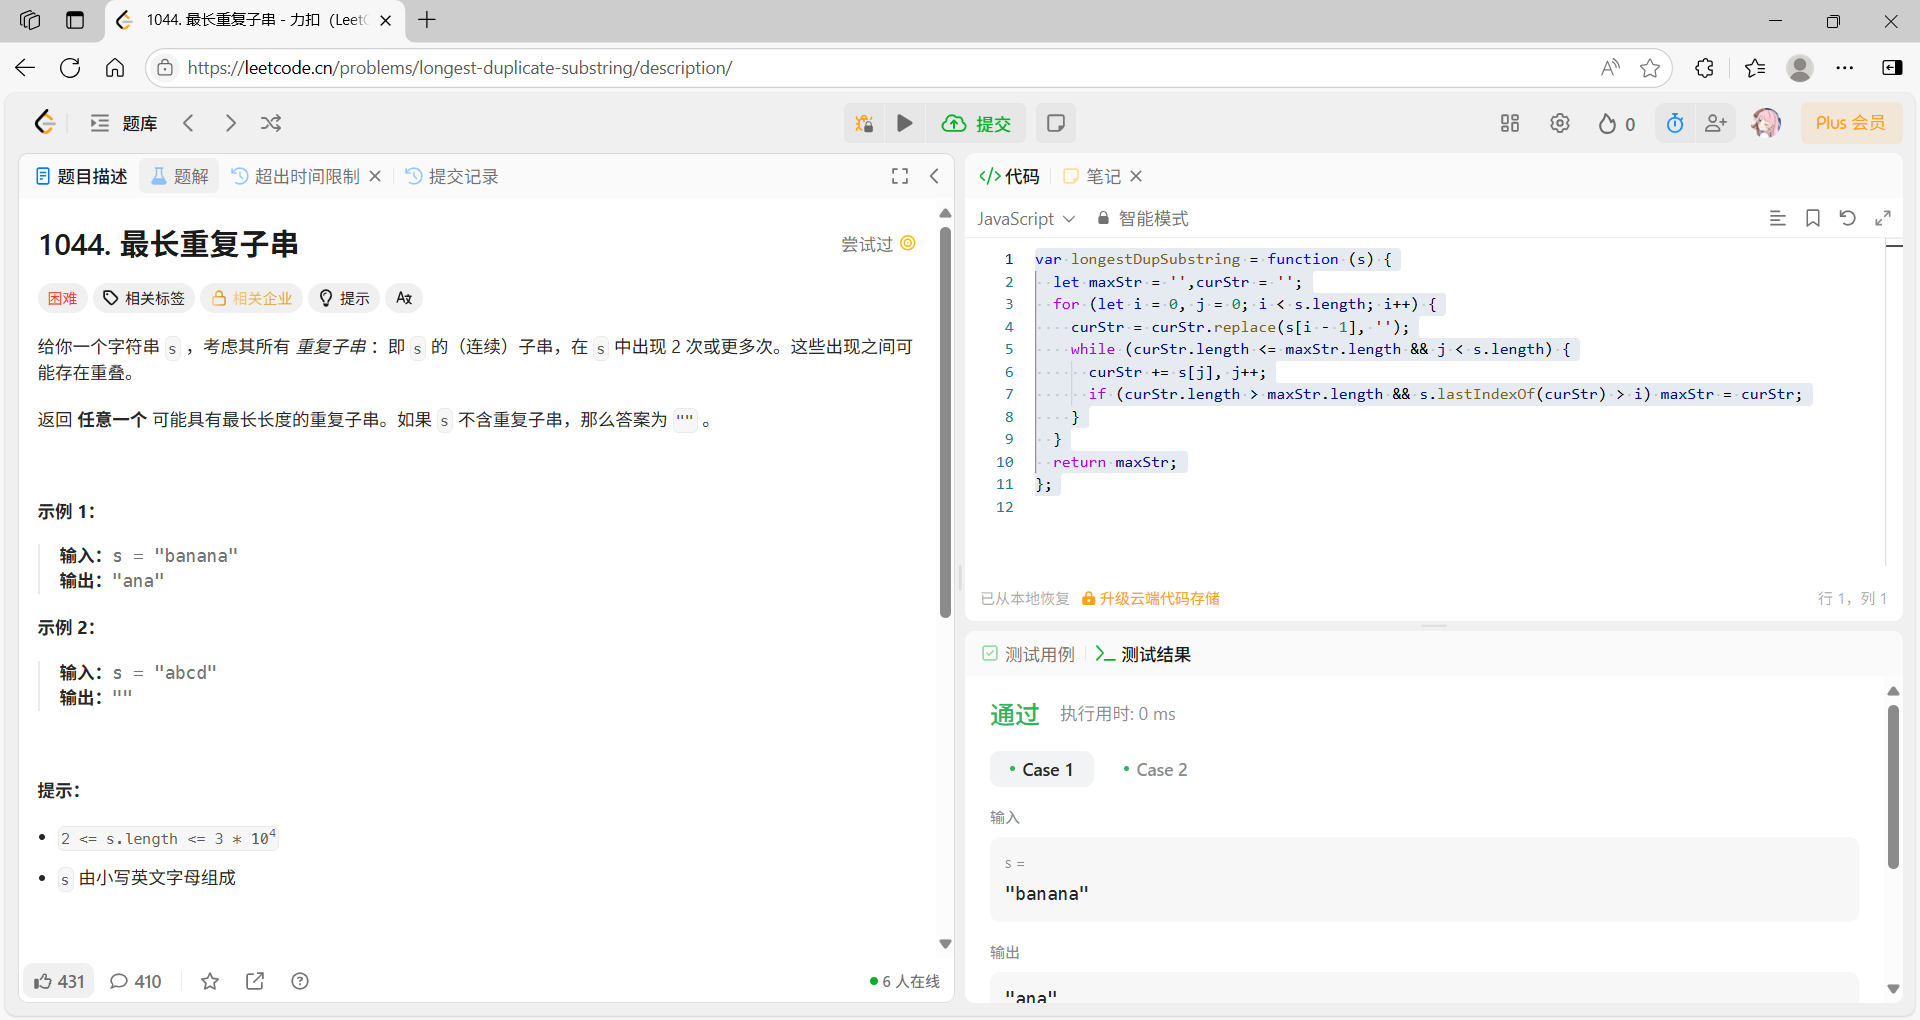 1044. 最长重复子串 - 力扣（Leet
https://leetcode.cn/problems/longest-duplicate-substring/description/
题库
提交
0
Plus 会员
题目描述
题解
超出时间限制
提交记录
1044. 最长重复子串
尝试过
困难
相关标签
相关企业
提示
给你一个字符串 s ，考虑其所有 重复子串 ：即 s 的（连续）子串，在 s 中出现 2 次或更多次。这些出现之间可
能存在重叠。
返回 任意一个 可能具有最长长度的重复子串。如果 s 不含重复子串，那么答案为 "" 。
示例 1：
输入：s = "banana"
输出："ana"
示例 2：
输入：s = "abcd"
输出：""
提示：
2 <= s.length <= 3 * 10^4
s 由小写英文字母组成
431
410
6 人在线
代码
笔记
JavaScript
智能模式
1 var longestDupSubstring = function (s) {
2 let maxStr = '',curStr = '';
3 for (let i = 0, j = 0; i < s.length; i++) {
4 curStr = curStr.replace(s[i - 1], '');
5 while (curStr.length <= maxStr.length && j < s.length) {
6 curStr += s[j], j++;
7 if (curStr.length > maxStr.length && s.lastIndexOf(curStr) > i) maxStr = curStr;
8 }
9 }
10 return maxStr;
11 };
12
已从本地恢复
升级云端代码存储
行 1，列 1
测试用例
测试结果
通过
执行用时: 0 ms
Case 1
Case 2
输入
s =
"banana"
输出
"ana"